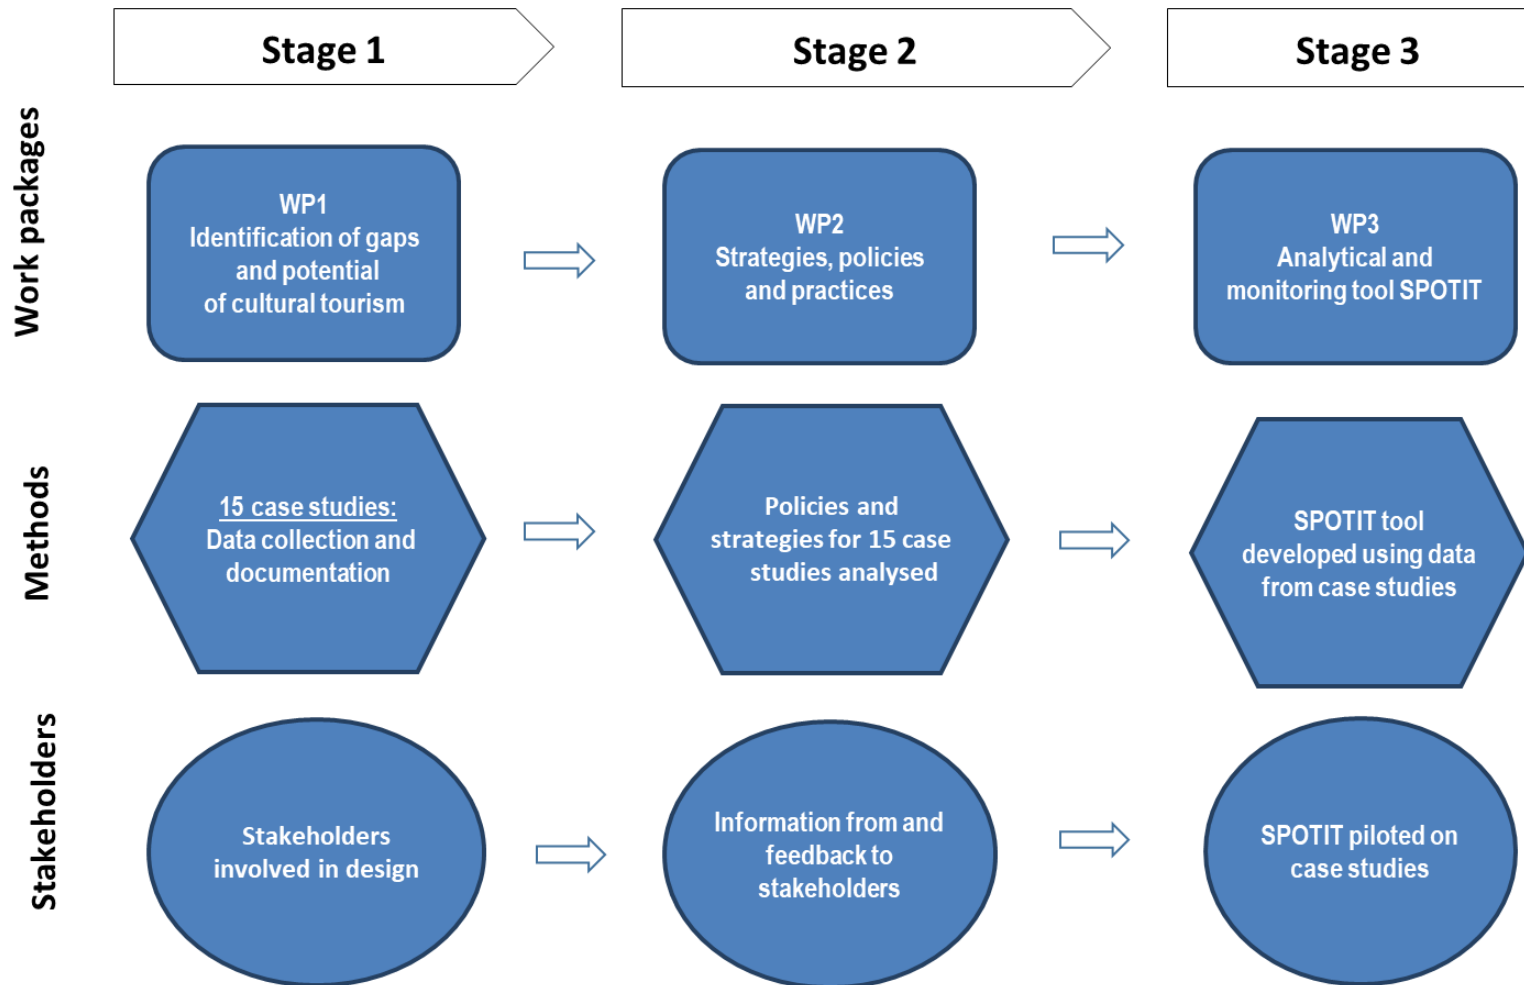 Stage 1
Stage 2
Stage 3
Work packages
WP1
Identification of gaps
and potential
of cultural tourism
WP2
Strategies, policies
and practices
WP3
Analytical and
monitoring tool SPOTIT
Methods
15 case studies:
Data collection and
documentation
Policies and
strategies for 15 case
studies analysed
SPOTIT tool
developed using data
from case studies
Stakeholders
Stakeholders
involved in design
Information from and
feedback to
stakeholders
SPOTIT piloted on
case studies